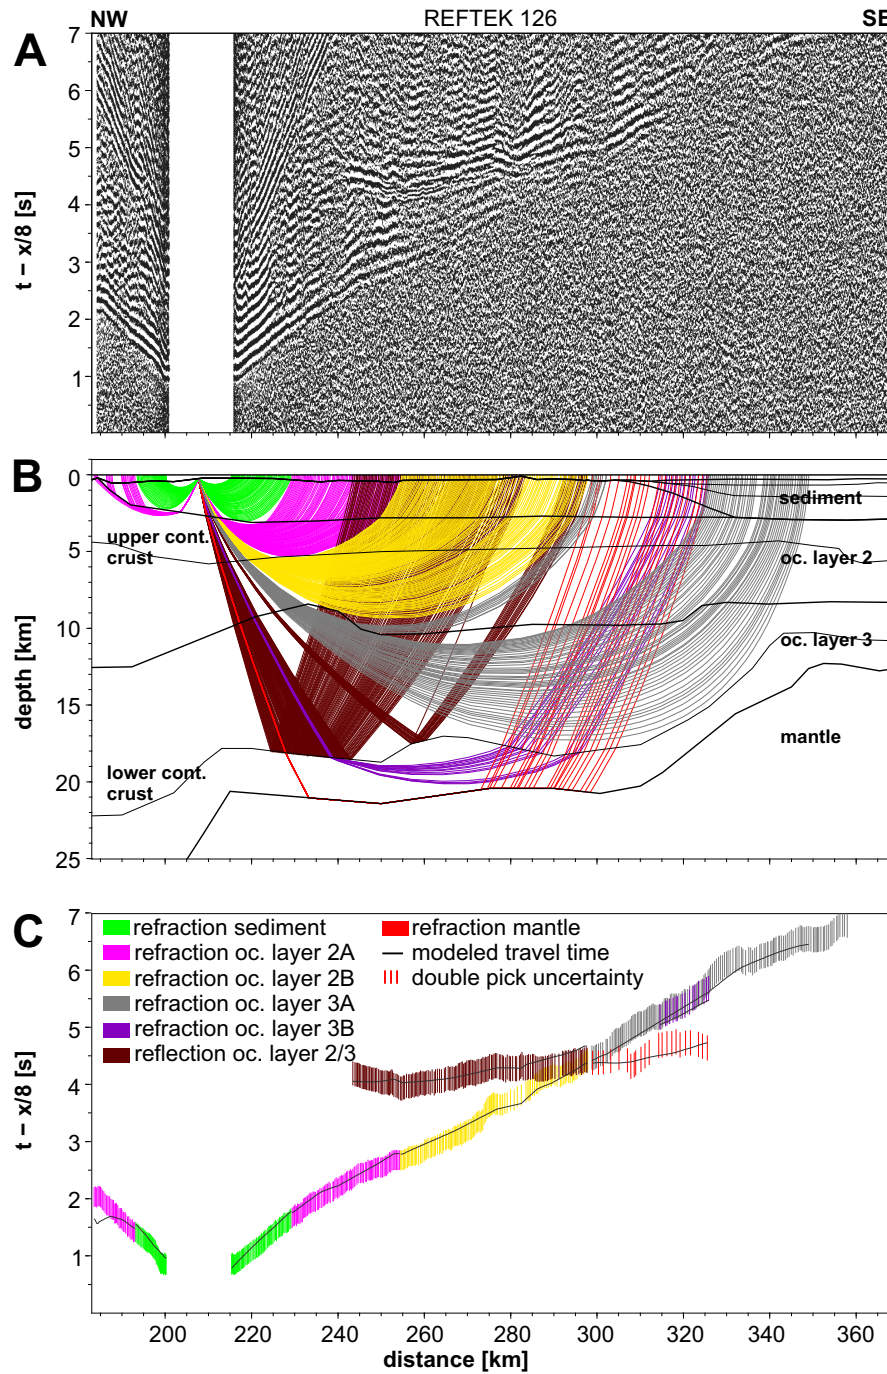 NW REFTEK 126 SE
A
7
6
5
4
3
2
1
t − x/8 [s]
B
0
5
10
15
20
25
depth [km]
sediment
upper cont.
crust
oc. layer 2
oc. layer 3
mantle
lower cont.
crust
C
7
6
5
4
3
2
1
t − x/8 [s]
refraction sediment
refraction oc. layer 2A
refraction oc. layer 2B
refraction oc. layer 3A
refraction oc. layer 3B
reflection oc. layer 2/3
refraction mantle
modeled travel time
double pick uncertainty
200 220 240 260 280 300 320 340 360
distance [km]